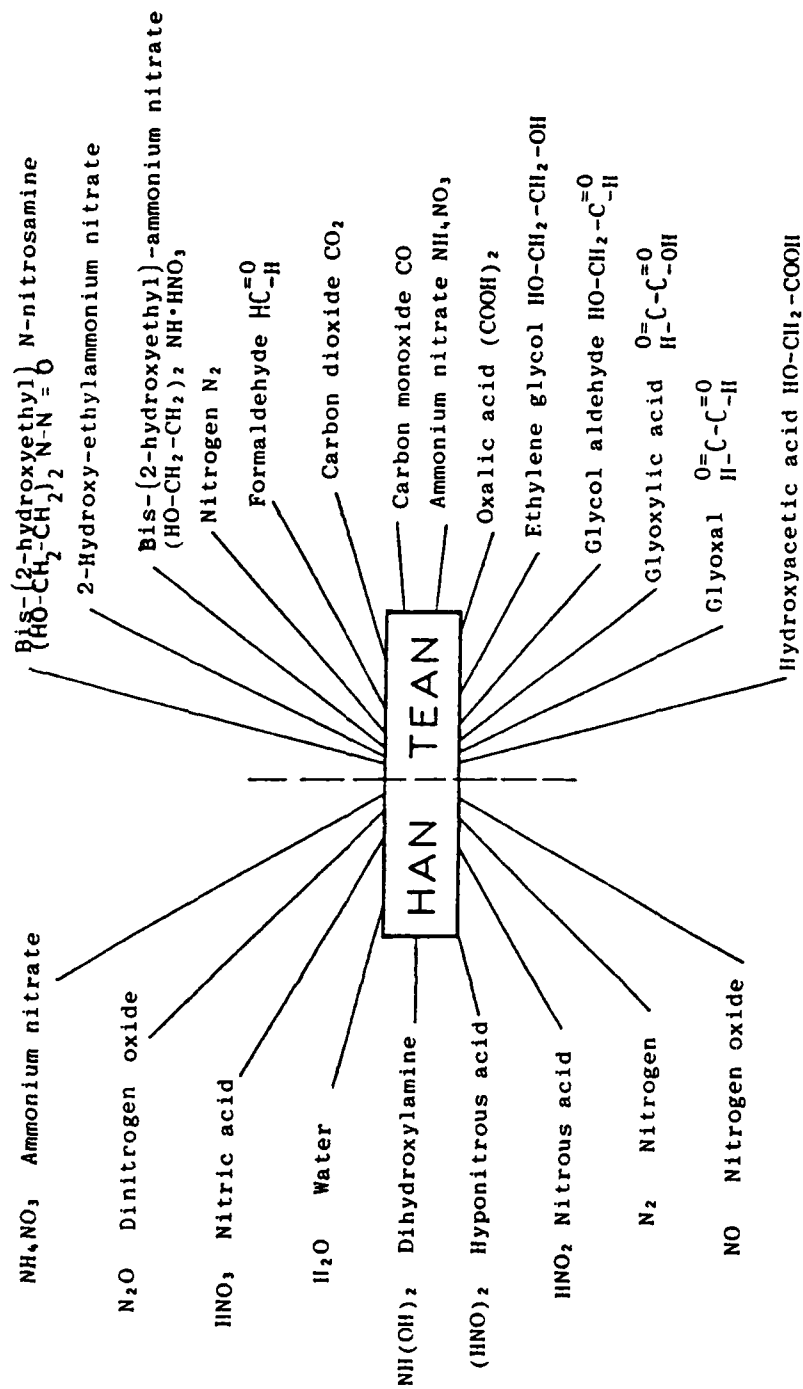 NH₄NO₃ Ammonium nitrate
N₂O Dinitrogen oxide
HNO₃ Nitric acid
H₂O Water
NH(OH)₂ Dihydroxylamine
(HNO)₂ Hyponitrous acid
HNO₂ Nitrous acid
N₂ Nitrogen
NO Nitrogen oxide
HAN TEAN
Bis-(2-hydroxyethyl) N-nitrosamine
(HO-CH₂-CH₂)₂ N-N = O
2-Hydroxy-ethylammonium nitrate
Bis-(2-hydroxyethyl)-ammonium nitrate
(HO-CH₂-CH₂)₂ NH·HNO₃
Nitrogen N₂
Formaldehyde HC=O
-H
Carbon dioxide CO₂
Carbon monoxide CO
Ammonium nitrate NH₄NO₃
Oxalic acid (COOH)₂
Ethylene glycol HO-CH₂-CH₂-OH
Glycol aldehyde HO-CH₂-C=O
-H
Glyoxylic acid O=C-C=O
H- -OH
Glyoxal O=C-C=O
H- -H
Hydroxyacetic acid HO-CH₂-COOH